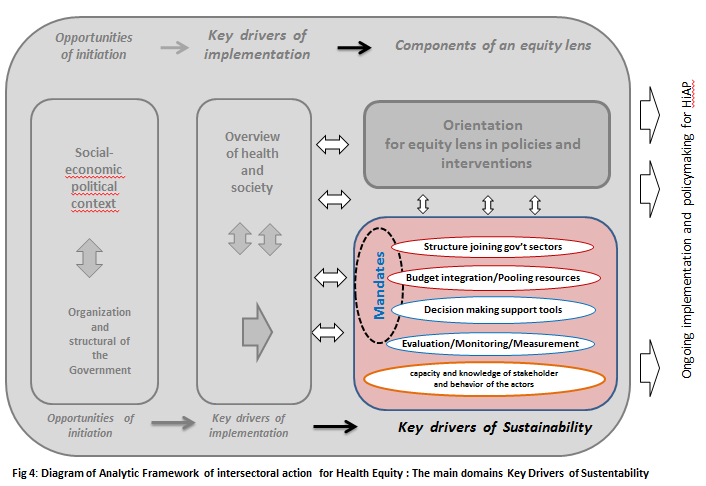 Opportunities
of initiation
Key drivers of
implementation
Components of an equity lens
Social-
economic
political
context
Organization
and
structural of
the
Government
Overview
of health
and
society
Orientation
for equity lens in policies and
interventions
Mandates
Structure joining gov’t sectors
Budget integration/Pooling resources
Decision making support tools
Evaluation/Monitoring/Measurement
capacity and knowledge of stakeholder
and behavior of the actors
Opportunities of
initiation
Key drivers of
implementation
Key drivers of Sustainability
Ongoing implementation and policymaking for HiAP
Fig 4: Diagram of Analytic Framework of intersectoral action for Health Equity : The main domains Key Drivers of Sustentability